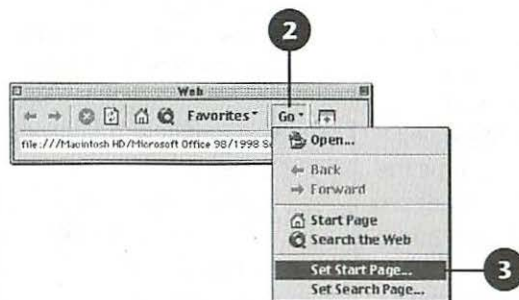 2
Web
Favorites
Go
file:///Macintosh HD/Microsoft Office 98/1998
Open...
Back
Forward
Start Page
Search the Web
Set Start Page...
3
Set Search Page...